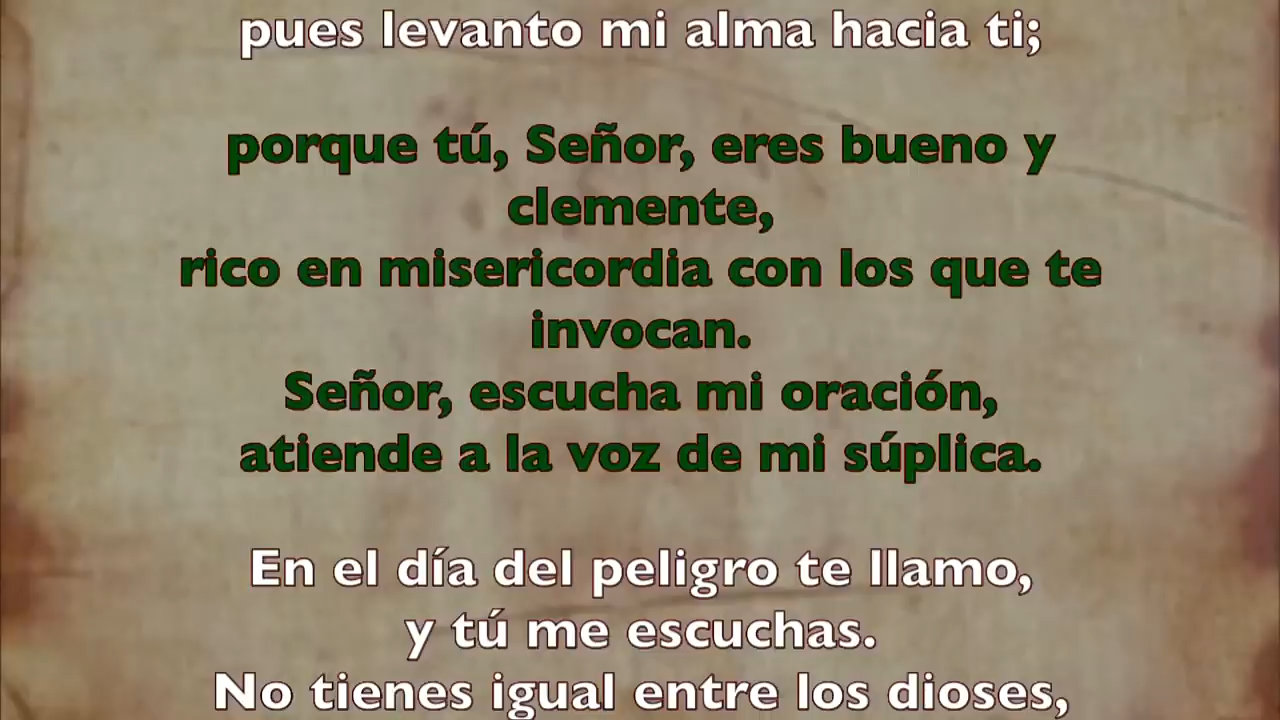 pues levanto mi alma hacia ti;
porque tú, Señor, eres bueno y
clemente,
rico en misericordia con los que te
invocan.
Señor, escucha mi oración,
atiende a la voz de mi súplica.
En el día del peligro te llamo,
y tú me escuchas.
No tienes igual entre los dioses,